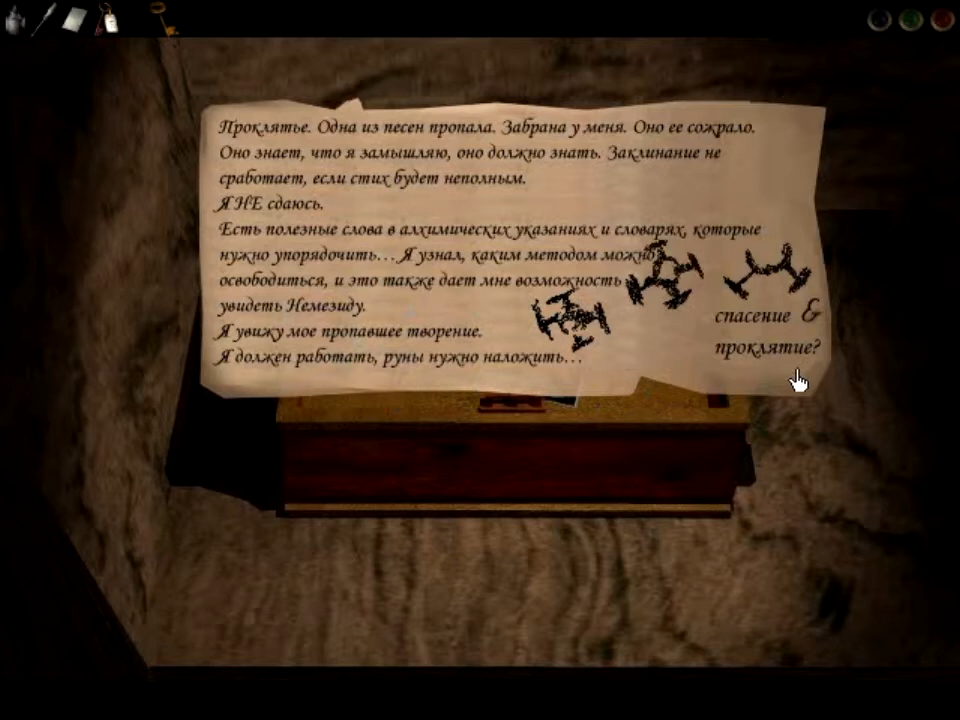 Проклятье. Одна из песен пропала. Забрана у меня. Оно ее сожрало.
Оно знает, что я замышляю, оно должно знать. Заклинание не
сработает, если стих будет неполным.
Я НЕ сдаюсь.
Есть полезные слова в алхимических указаниях и словарях, которые
нужно упорядочить... Я узнал, каким методом можно
освободиться, и это также дает мне возможность
увидеть Немезиду.
Я увижу мое пропавшее творение.
Я должен работать, руны нужно наложить...
спасение &
проклятие?